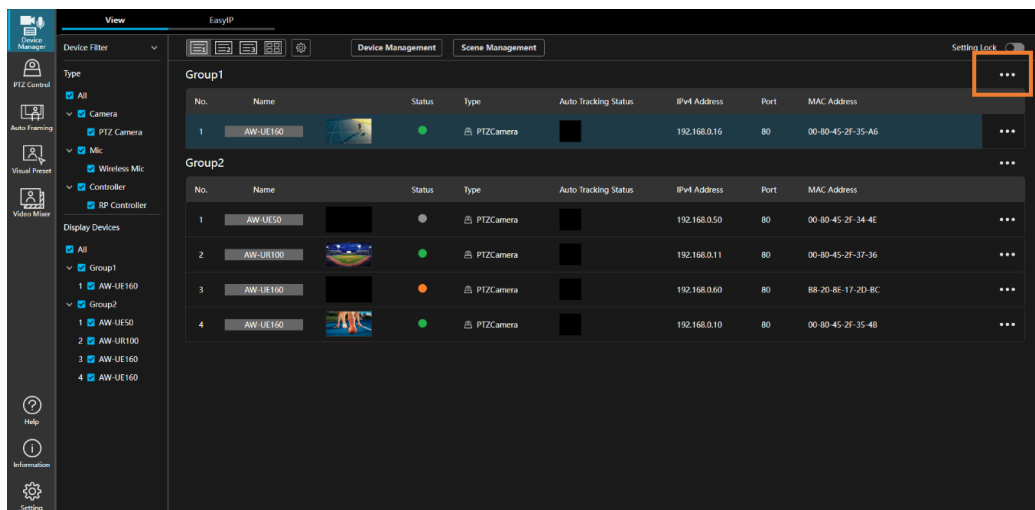 View EasyIP
Device Manager
PTZ Control
Auto Framing
Visual Preset
Video Mixer
Help
Information
Setting
Device Filter
Type
All
Camera
PTZ Camera
Mic
Wireless Mic
Controller
RP Controller
Display Devices
All
Group1
1 AW-UE160
Group2
1 AW-UE50
2 AW-UR100
3 AW-UE160
4 AW-UE160
1 2 3 Device Management Scene Management Setting Lock
Group1
No. Name Status Type Auto Tracking Status IPv4 Address Port MAC Address
1 AW-UE160 PTZCamera 192.168.0.16 80 00-80-45-2F-35-A6
Group2
No. Name Status Type Auto Tracking Status IPv4 Address Port MAC Address
1 AW-UE50 PTZCamera 192.168.0.50 80 00-80-45-2F-34-4E
2 AW-UR100 PTZCamera 192.168.0.11 80 00-80-45-2F-37-36
3 AW-UE160 PTZCamera 192.168.0.60 80 B8-20-8E-17-2D-BC
4 AW-UE160 PTZCamera 192.168.0.10 80 00-80-45-2F-35-4B